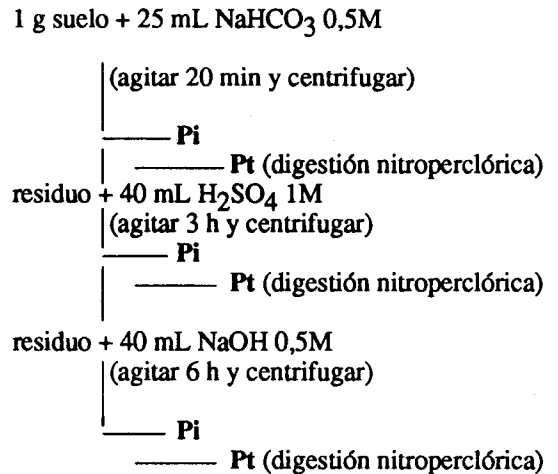 1 g suelo + 25 mL NaHCO3 0,5M
(agitar 20 min y centrifugar)
Pi
Pt (digestión nitroperclórica)
residuo + 40 mL H2SO4 1M
(agitar 3 h y centrifugar)
Pi
Pt (digestión nitroperclórica)
residuo + 40 mL NaOH 0,5M
(agitar 6 h y centrifugar)
Pi
Pt (digestión nitroperclórica)